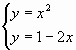 y = x²
y = 1 − 2x